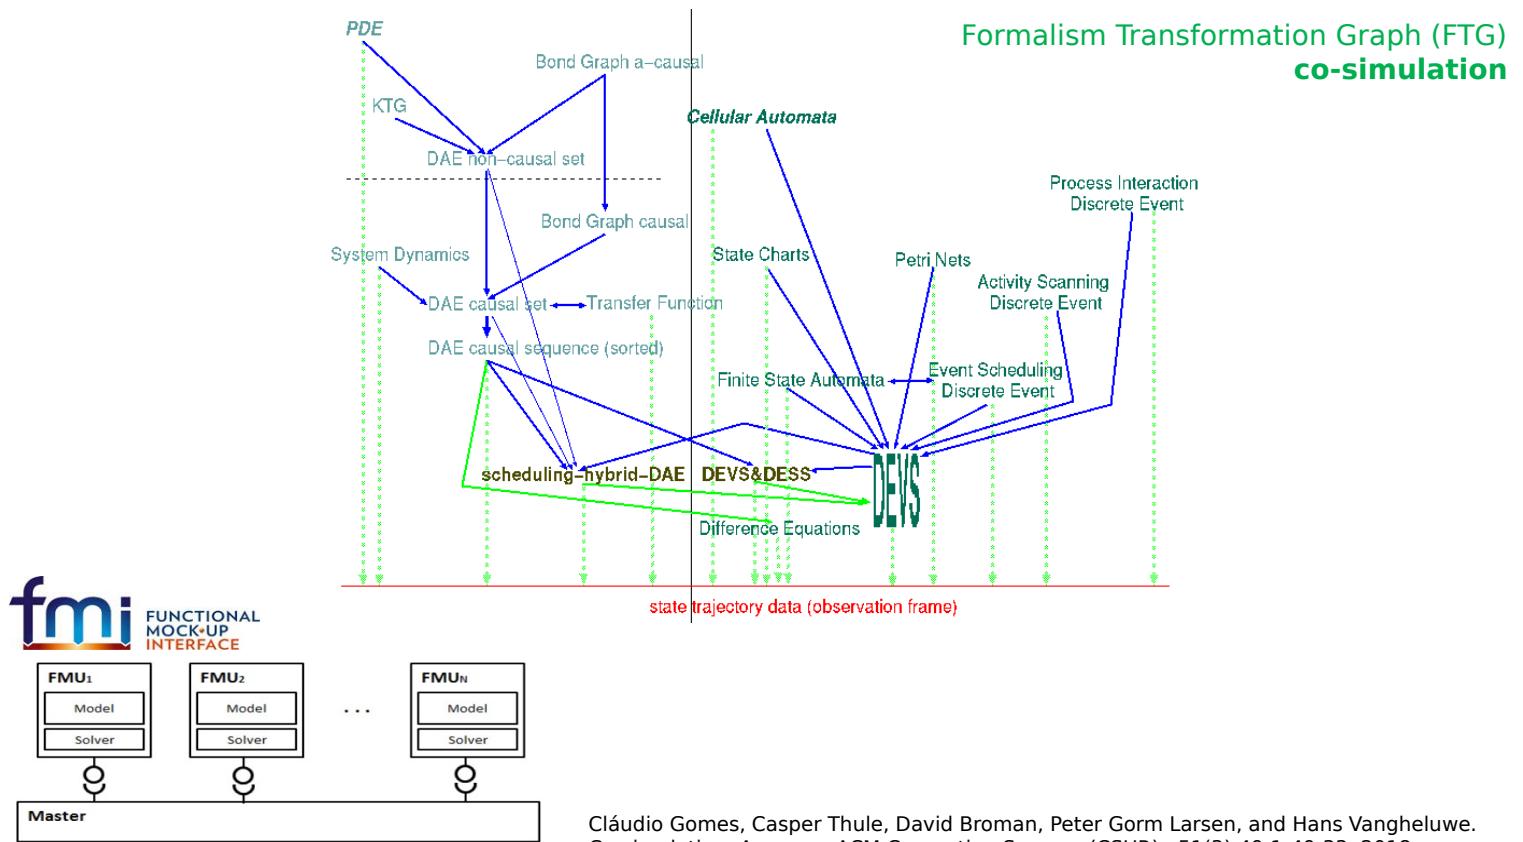 Formalism Transformation Graph (FTG)
co-simulation
PDE
Bond Graph a-causal
KTG
Cellular Automata
DAE non-causal set
Process Interaction
Discrete Event
Bond Graph causal
System Dynamics
State Charts
Petri Nets
Activity Scanning
Discrete Event
DAE causal set
Transfer Function
DAE causal sequence (sorted)
Finite State Automata
Event Scheduling
Discrete Event
scheduling-hybrid-DAE
DEVS&DESS
DEVS
Difference Equations
state trajectory data (observation frame)
fmi
FUNCTIONAL
MOCK-UP
INTERFACE
FMU1
Model
Solver
FMU2
Model
Solver
...
FMUN
Model
Solver
Master
Cláudio Gomes, Casper Thule, David Broman, Peter Gorm Larsen, and Hans Vangheluwe.